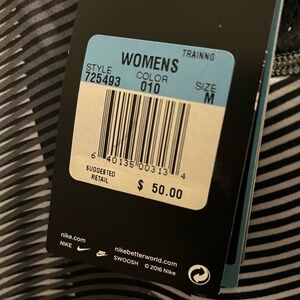 TRAINNG
WOMENS
STYLE COLOR SIZE
725493 010 M
6 40135 00313 4
SUGGESTED
RETAIL $ 50.00
nike.com nikebetterworld.com
NIKE SWOOSH © 2016 Nike